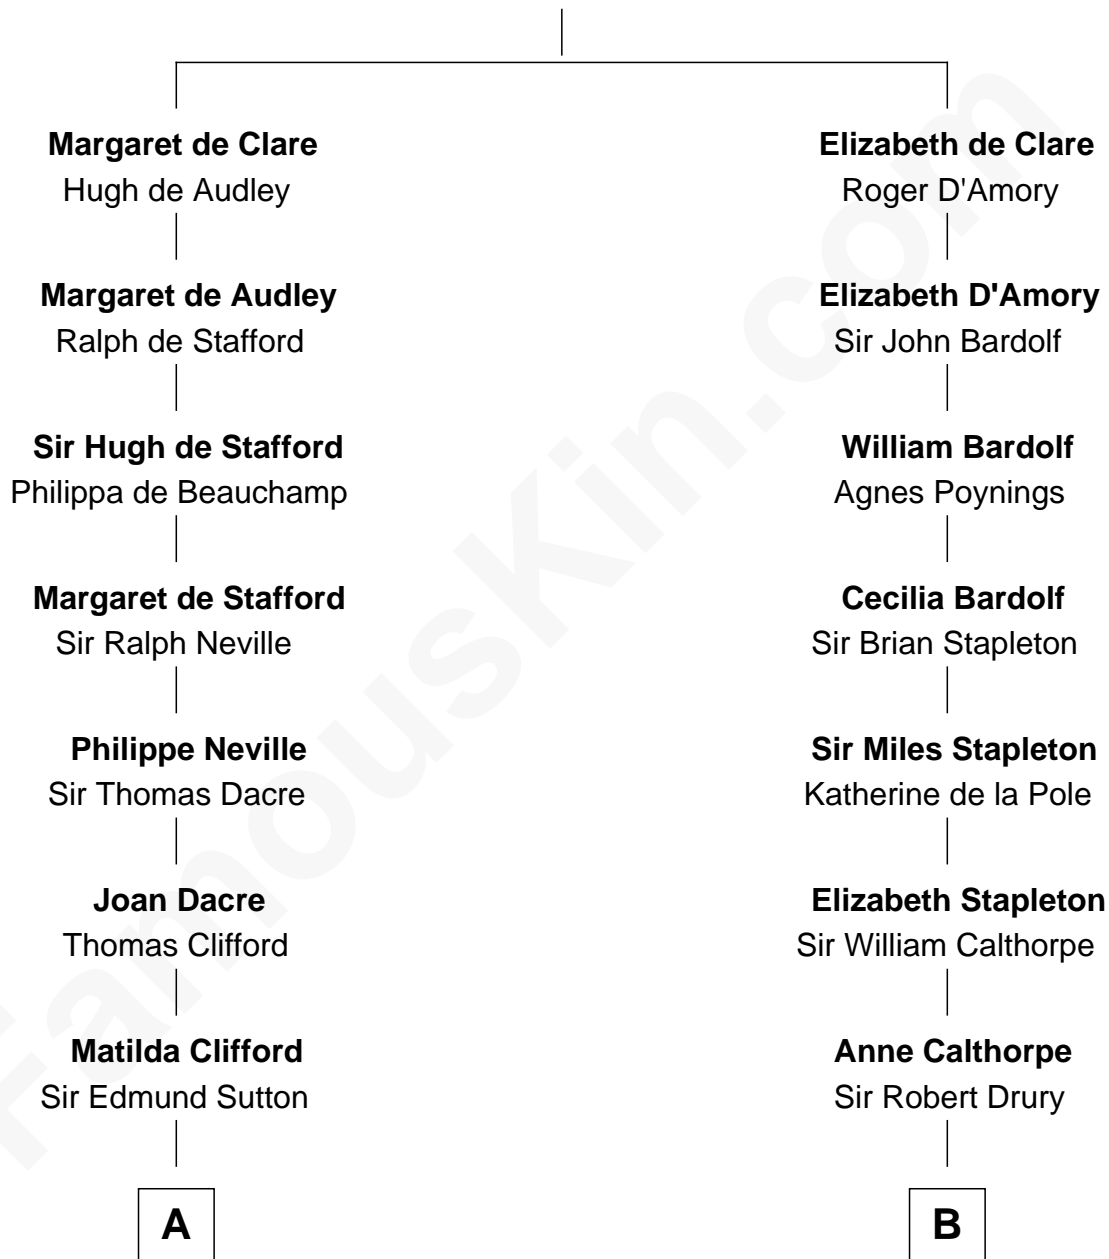 Margaret de Clare
Hugh de Audley
Margaret de Audley
Ralph de Stafford
Sir Hugh de Stafford
Philippa de Beauchamp
Margaret de Stafford
Sir Ralph Neville
Philippe Neville
Sir Thomas Dacre
Joan Dacre
Thomas Clifford
Matilda Clifford
Sir Edmund Sutton
A
Elizabeth de Clare
Roger D'Amory
Elizabeth D'Amory
Sir John Bardolf
William Bardolf
Agnes Poynings
Cecilia Bardolf
Sir Brian Stapleton
Sir Miles Stapleton
Katherine de la Pole
Elizabeth Stapleton
Sir William Calthorpe
Anne Calthorpe
Sir Robert Drury
B
FamousKin.com